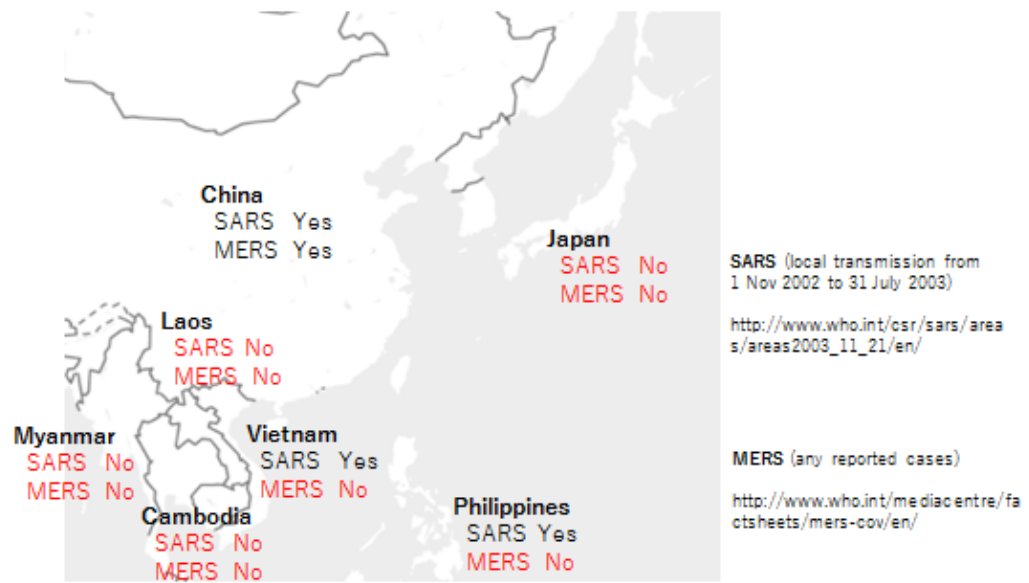 China
SARS Yes
MERS Yes
Japan
SARS No
MERS No
Laos
SARS No
MERS No
Myanmar
SARS No
MERS No
Vietnam
SARS Yes
MERS No
Cambodia
SARS No
MERS No
Philippines
SARS Yes
MERS No
SARS (local transmission from
1 Nov 2002 to 31 July 2003)
http://www.who.int/csr/sars/area
s/areas2003_11_21/en/
MERS (any reported cases)
http://www.who.int/mediacentre/fa
ctsheets/mers-cov/en/